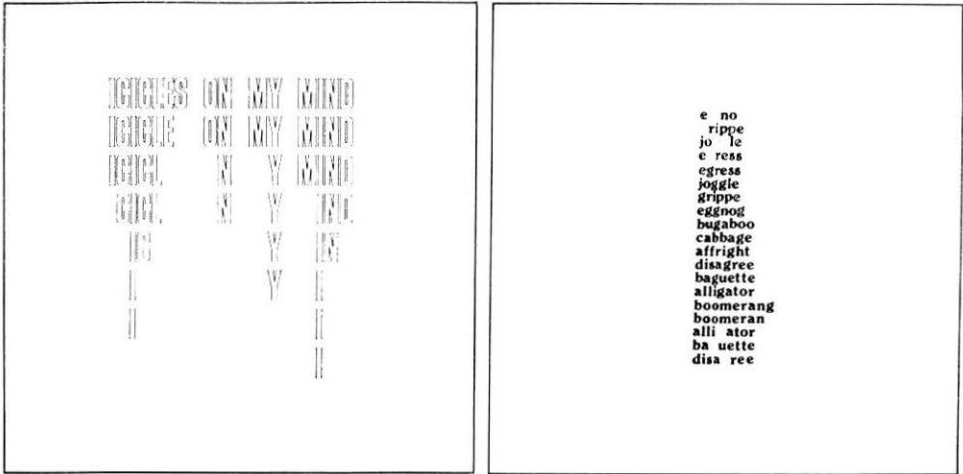 ICICLES ON MY MIND
ICICLE ON MY MIND
ICICL N Y MIND
CICL N Y IND
IC Y IN
I Y I
I I
I
e no
rippe
jo le
e ress
egress
joggle
grippe
eggnog
bugaboo
cabbage
affright
disagree
baguette
alligator
boomerang
boomeran
alli ator
ba uette
disa ree